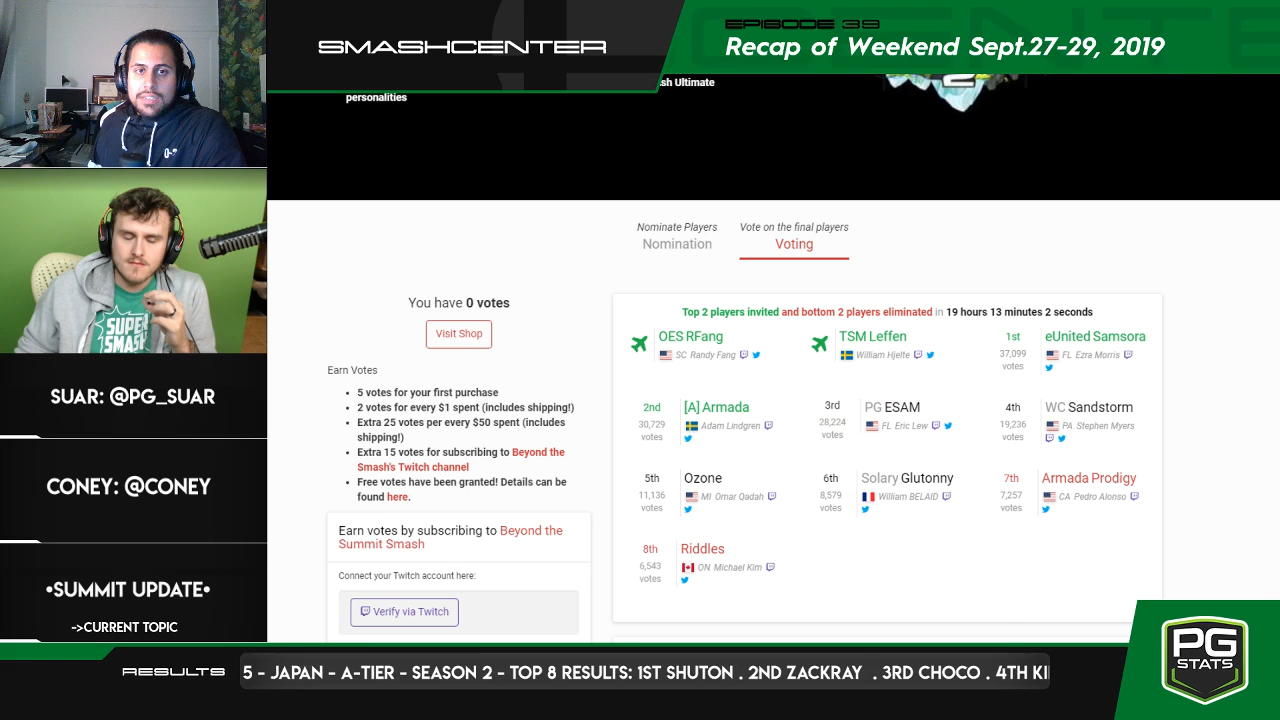 SMASHCENTER
EPISODE 39
Recap of Weekend Sept.27-29, 2019
sh Ultimate
personalities
2
Nominate Players
Nomination
Vote on the final players
Voting
You have 0 votes
Visit Shop
Earn Votes
• 5 votes for your first purchase
• 2 votes for every $1 spent (includes shipping!)
• Extra 25 votes per every $50 spent (includes
shipping!)
• Extra 15 votes for subscribing to Beyond the
Smash's Twitch channel
• Free votes have been granted! Details can be
found here.
Earn votes by subscribing to Beyond the
Summit Smash
Connect your Twitch account here:
Verify via Twitch
Top 2 players invited and bottom 2 players eliminated in 19 hours 13 minutes 2 seconds
OES RFang
SC Randy Fang
TSM Leffen
William Hjelte
1st
37,099
votes
eUnited Samsora
FL Ezra Morris
2nd
30,729
votes
[A] Armada
Adam Lindgren
3rd
28,224
votes
PG ESAM
FL Eric Lew
4th
19,236
votes
WC Sandstorm
PA Stephen Myers
5th
11,136
votes
Ozone
MI Omar Qadah
6th
8,579
votes
Solary Glutonny
William BELAID
7th
7,257
votes
Armada Prodigy
CA Pedro Alonso
8th
6,543
votes
Riddles
ON Michael Kim
SUPER
SMASH
SUAR: @PG_SUAR
CONEY: @CONEY
•SUMMIT UPDATE•
->CURRENT TOPIC
RESULTS
5 - JAPAN - A-TIER - SEASON 2 - TOP 8 RESULTS: 1ST SHUTON . 2ND ZACKRAY . 3RD CHOCO . 4TH KI
PG
STATS